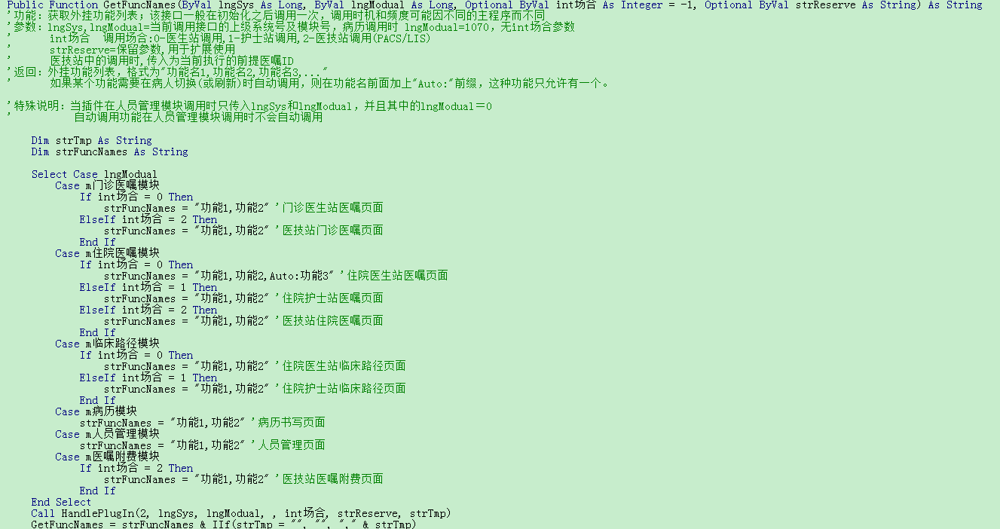 Public Function GetFuncNames(ByVal lngSys As Long, ByVal lngModual As Long, Optional ByVal int场合 As Integer = -1, Optional ByVal strReserve As String) As String
'功能：获取外挂功能列表；该接口一般在初始化之后调用一次，调用时机和频度可能因不同的主程序而不同
'参数：lngSys,lngModual=当前调用接口的上级系统号及模块号，病历调用时 lngModual=1070，无int场合参数
'      int场合  调用场合:0-医生站调用,1-护士站调用,2-医技站调用(PACS/LIS)
'      strReserve=保留参数,用于扩展使用
'      医技站中的调用时,传入为当前执行的前提医嘱ID
'返回：外挂功能列表，格式为"功能名1,功能名2,功能名3,..."
'      如果某个功能需要在病人切换(或刷新)时自动调用，则在功能名前面加上"Auto:"前缀，这种功能只允许有一个。
'特殊说明：当插件在人员管理模块调用时只传入lngSys和lngModual，并且其中的lngModual＝0
'          自动调用功能在人员管理模块调用时不会自动调用
    Dim strTmp As String
    Dim strFuncNames As String
    Select Case lngModual
        Case m门诊医嘱模块
            If int场合 = 0 Then
                strFuncNames = "功能1,功能2" '门诊医生站医嘱页面
            ElseIf int场合 = 2 Then
                strFuncNames = "功能1,功能2" '医技站门诊医嘱页面
            End If
        Case m住院医嘱模块
            If int场合 = 0 Then
                strFuncNames = "功能1,功能2,Auto:功能3" '住院医生站医嘱页面
            ElseIf int场合 = 1 Then
                strFuncNames = "功能1,功能2" '住院护士站医嘱页面
            ElseIf int场合 = 2 Then
                strFuncNames = "功能1,功能2" '医技站住院医嘱页面
            End If
        Case m临床路径模块
            If int场合 = 0 Then
                strFuncNames = "功能1,功能2" '住院医生站临床路径页面
            ElseIf int场合 = 1 Then
                strFuncNames = "功能1,功能2" '住院护士站临床路径页面
            End If
        Case m病历模块
            strFuncNames = "功能1,功能2" '病历书写页面
        Case m人员管理模块
            strFuncNames = "功能1,功能2" '人员管理页面
        Case m医嘱附费模块
            If int场合 = 2 Then
                strFuncNames = "功能1,功能2" '医技站医嘱附费页面
            End If
    End Select
    Call HandlePlugIn(2, lngSys, lngModual, , int场合, strReserve, strTmp)
    GetFuncNames = strFuncNames & IIf(strTmp = "", "", "," & strTmp)